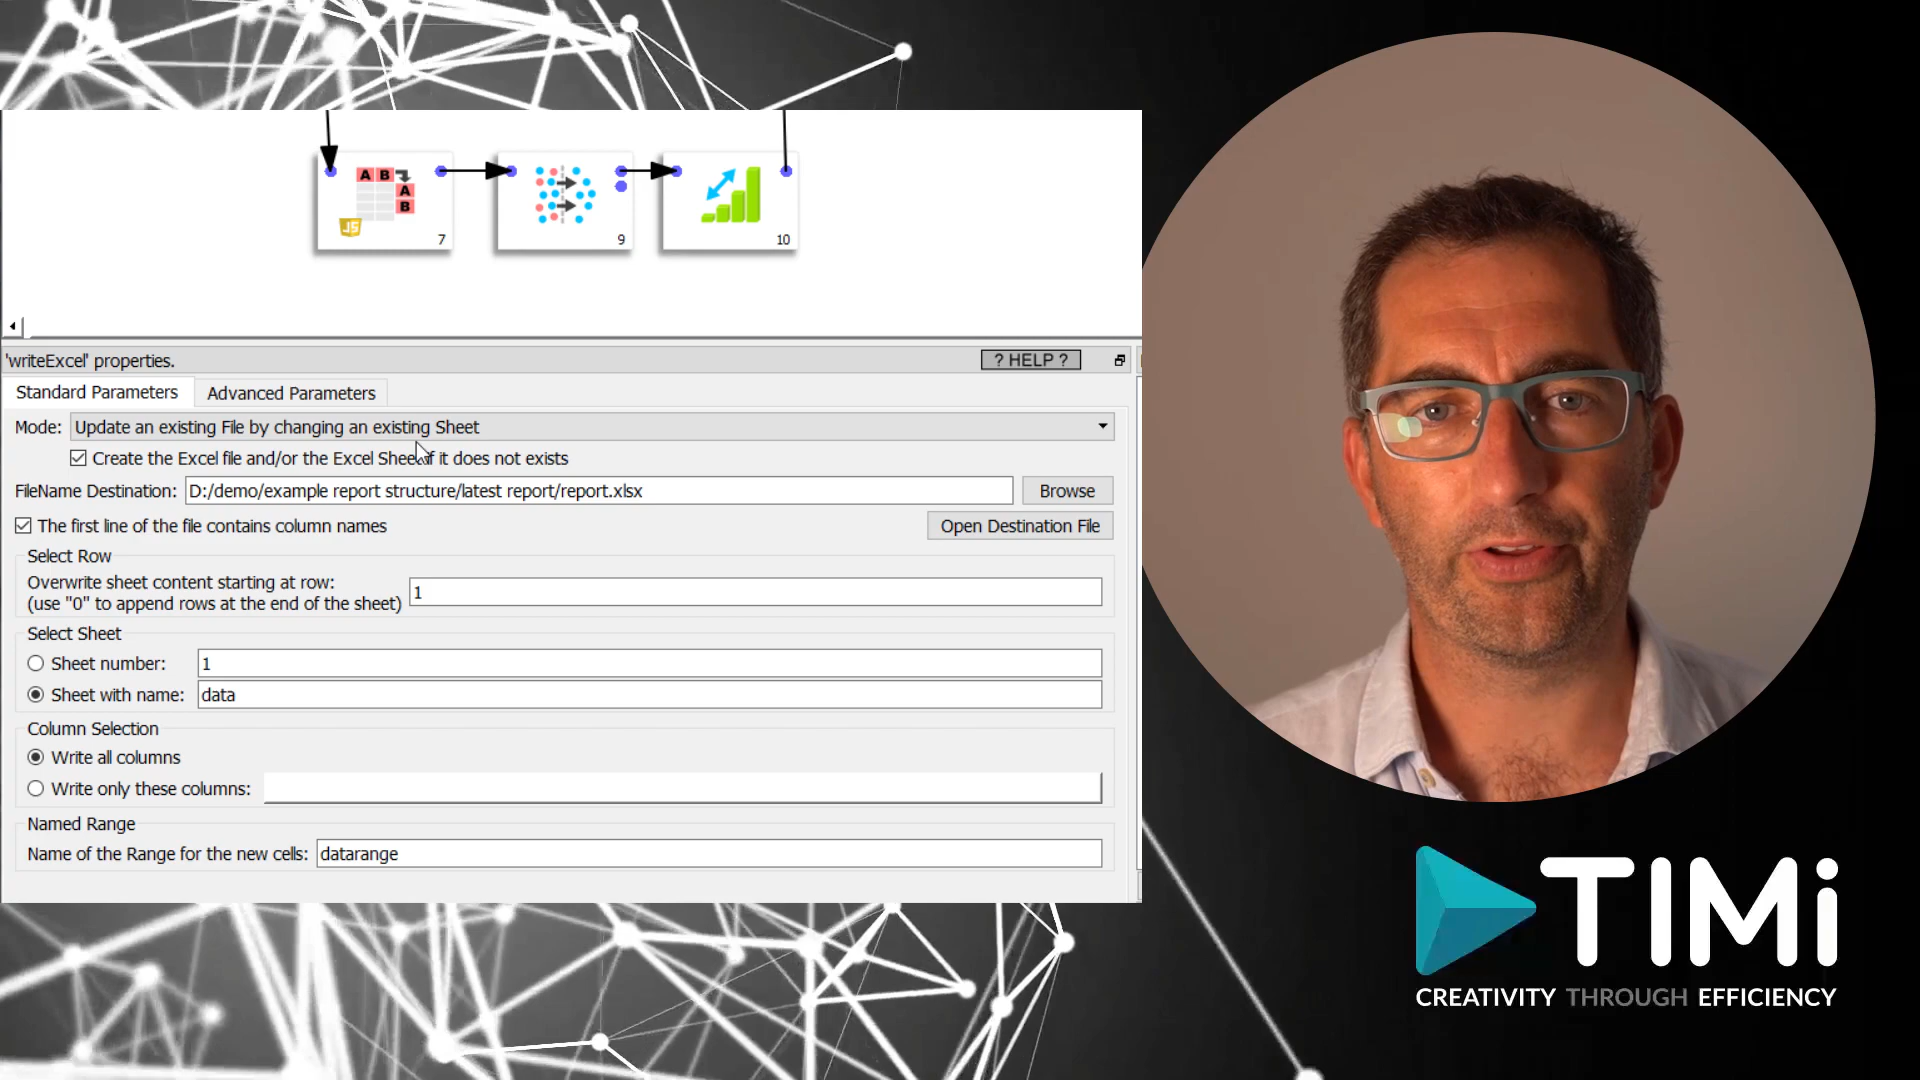 A B
A
B
JS
7
9
10
'writeExcel' properties.
? HELP ?
Standard Parameters
Advanced Parameters
Mode: Update an existing File by changing an existing Sheet
Create the Excel file and/or the Excel Sheet if it does not exists
FileName Destination: D:/demo/example report structure/latest report/report.xlsx
Browse
The first line of the file contains column names
Open Destination File
Select Row
Overwrite sheet content starting at row:
(use "0" to append rows at the end of the sheet) 1
Select Sheet
Sheet number: 1
Sheet with name: data
Column Selection
Write all columns
Write only these columns:
Named Range
Name of the Range for the new cells: datarange
TIMi
CREATIVITY THROUGH EFFICIENCY